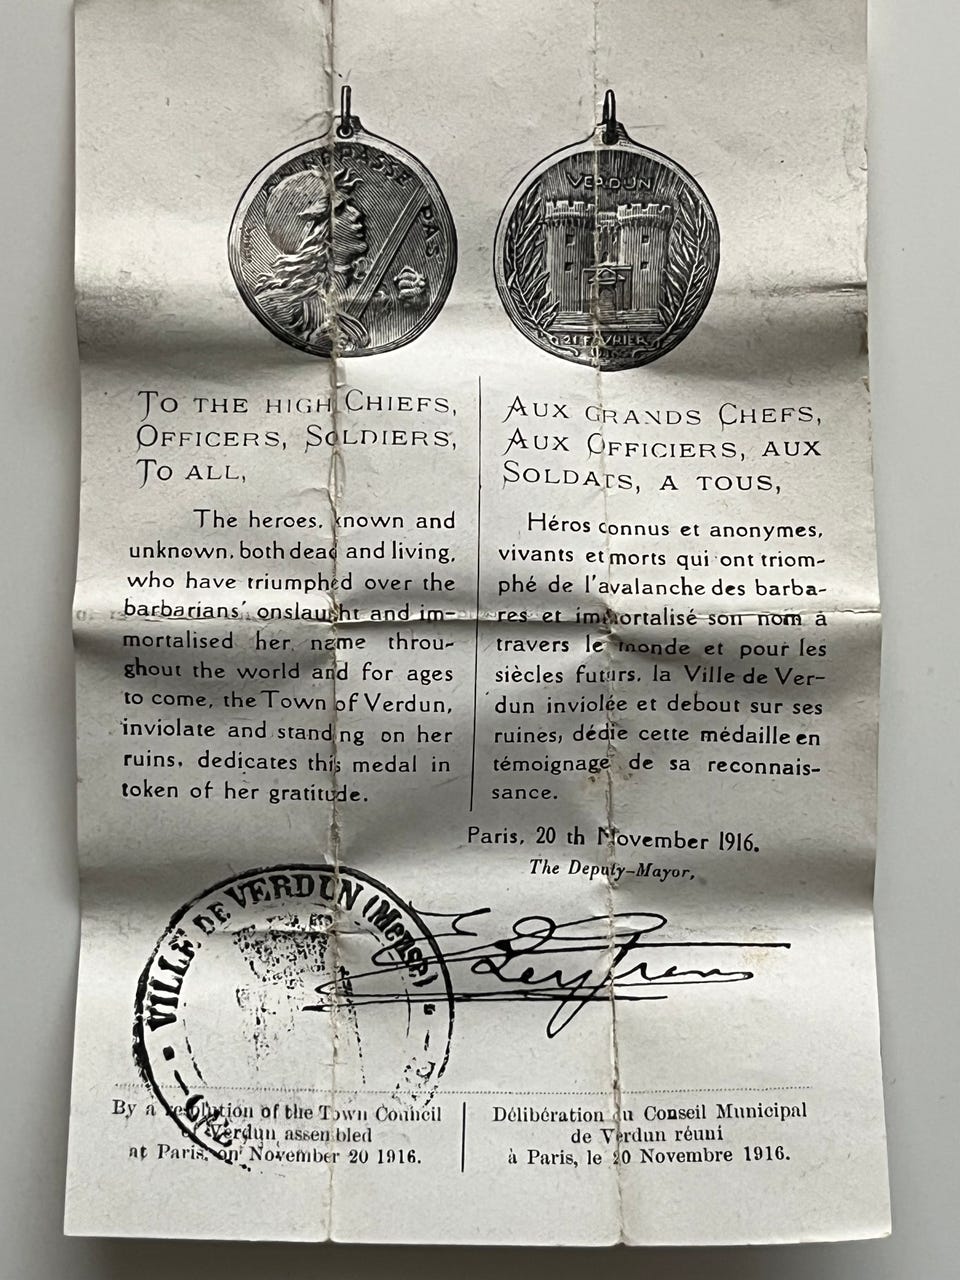 ON NE PASSE PAS
VERDUN
21 FEVRIER
TO THE HIGH CHIEFS,
OFFICERS, SOLDIERS,
TO ALL,
The heroes, known and
unknown, both dead and living,
who have triumphed over the
barbarians' onslaught and im-
mortalised her name throu-
ghout the world and for ages
to come, the Town of Verdun,
inviolate and standing on her
ruins, dedicates this medal in
token of her gratitude.
AUX GRANDS CHEFS,
AUX OFFICIERS, AUX
SOLDATS, A TOUS,
Héros connus et anonymes,
vivants et morts qui ont triom-
phé de l'avalanche des barba-
res et immortalisé son nom à
travers le monde et pour les
siècles futurs, la Ville de Ver-
dun inviolée et debout sur ses
ruines, dédie cette médaille en
témoignage de sa reconnais-
sance.
Paris, 20 th November 1916.
The Deputy-Mayor,
VILLE DE VERDUN (Meuse)
By a resolution of the Town Council
of Verdun assembled
at Paris, on November 20 1916.
Délibération du Conseil Municipal
de Verdun réuni
à Paris, le 20 Novembre 1916.